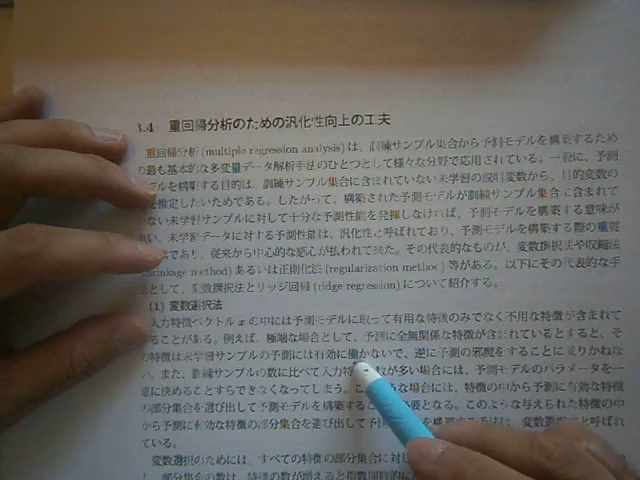 3.4 重回帰分析のための汎化性向上の工夫
重回帰分析 (multiple regression analysis) は、訓練サンプル集合から予測モデルを構築するため
の最も基本的な多変量データ解析手法のひとつとして様々な分野で応用されている。一般に、予測
デルを構築する目的は、訓練サンプル集合に含まれていない未学習の説明変数から、目的変数の
を推定したいためである。したがって、構築された予測モデルが訓練サンプル集合に含まれて
ない未学習サンプルに対して十分な予測性能を発揮しなければ、予測モデルを構築する意味が
い。未学習データに対する予測性能は、汎化性と呼ばれており、予測モデルを構築する際の重要
であり、従来から中心的な関心が払われて来た。その代表的なものが、変数選択法や収縮法
shrinkage method) あるいは正則化法 (regularization method) 等がある。以下にその代表的な手
として、変数選択法とリッジ回帰 (ridge regression) について紹介する。
(1) 変数選択法
入力特徴ベクトル x の中には予測モデルに取って有用な特徴のみでなく不用な特徴が含まれて
ることがある。例えば、極端な場合として、予測に全無関係な特徴が含まれているとすると、そ
の特徴は未学習サンプルの予測には有効に働かないで、逆に予測の邪魔をすることに成りかねな
い。また、訓練サンプルの数に比べて入力特 が多い場合には、予測モデルのパラメータを一
意に決めることすらできなくなってしまう。 な場合には、特徴の中から予測に有効な特徴
の部分集合を選び出して予測モデルを構築すること 要となる。このような与えられた特徴の中
から予測に有効な特徴の部分集合を選び出して予 を構築する手法は、変数選択 と呼ばれ
ている。
変数選択のためには、すべての特徴の部分集合に対し
し、部分集合の数は、特徴の数が増えると指数関数的に